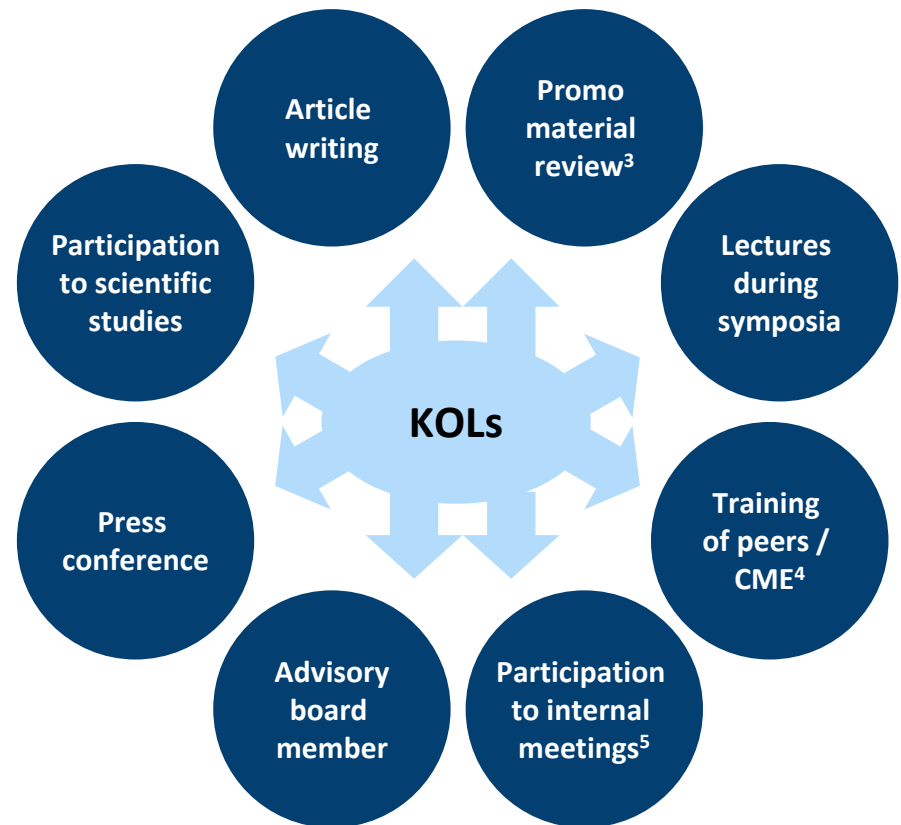 Article
writing
Promo
material
review³
Participation
to scientific
studies
Lectures
during
symposia
KOLs
Press
conference
Training
of peers /
CME⁴
Advisory
board
member
Participation
to internal
meetings⁵